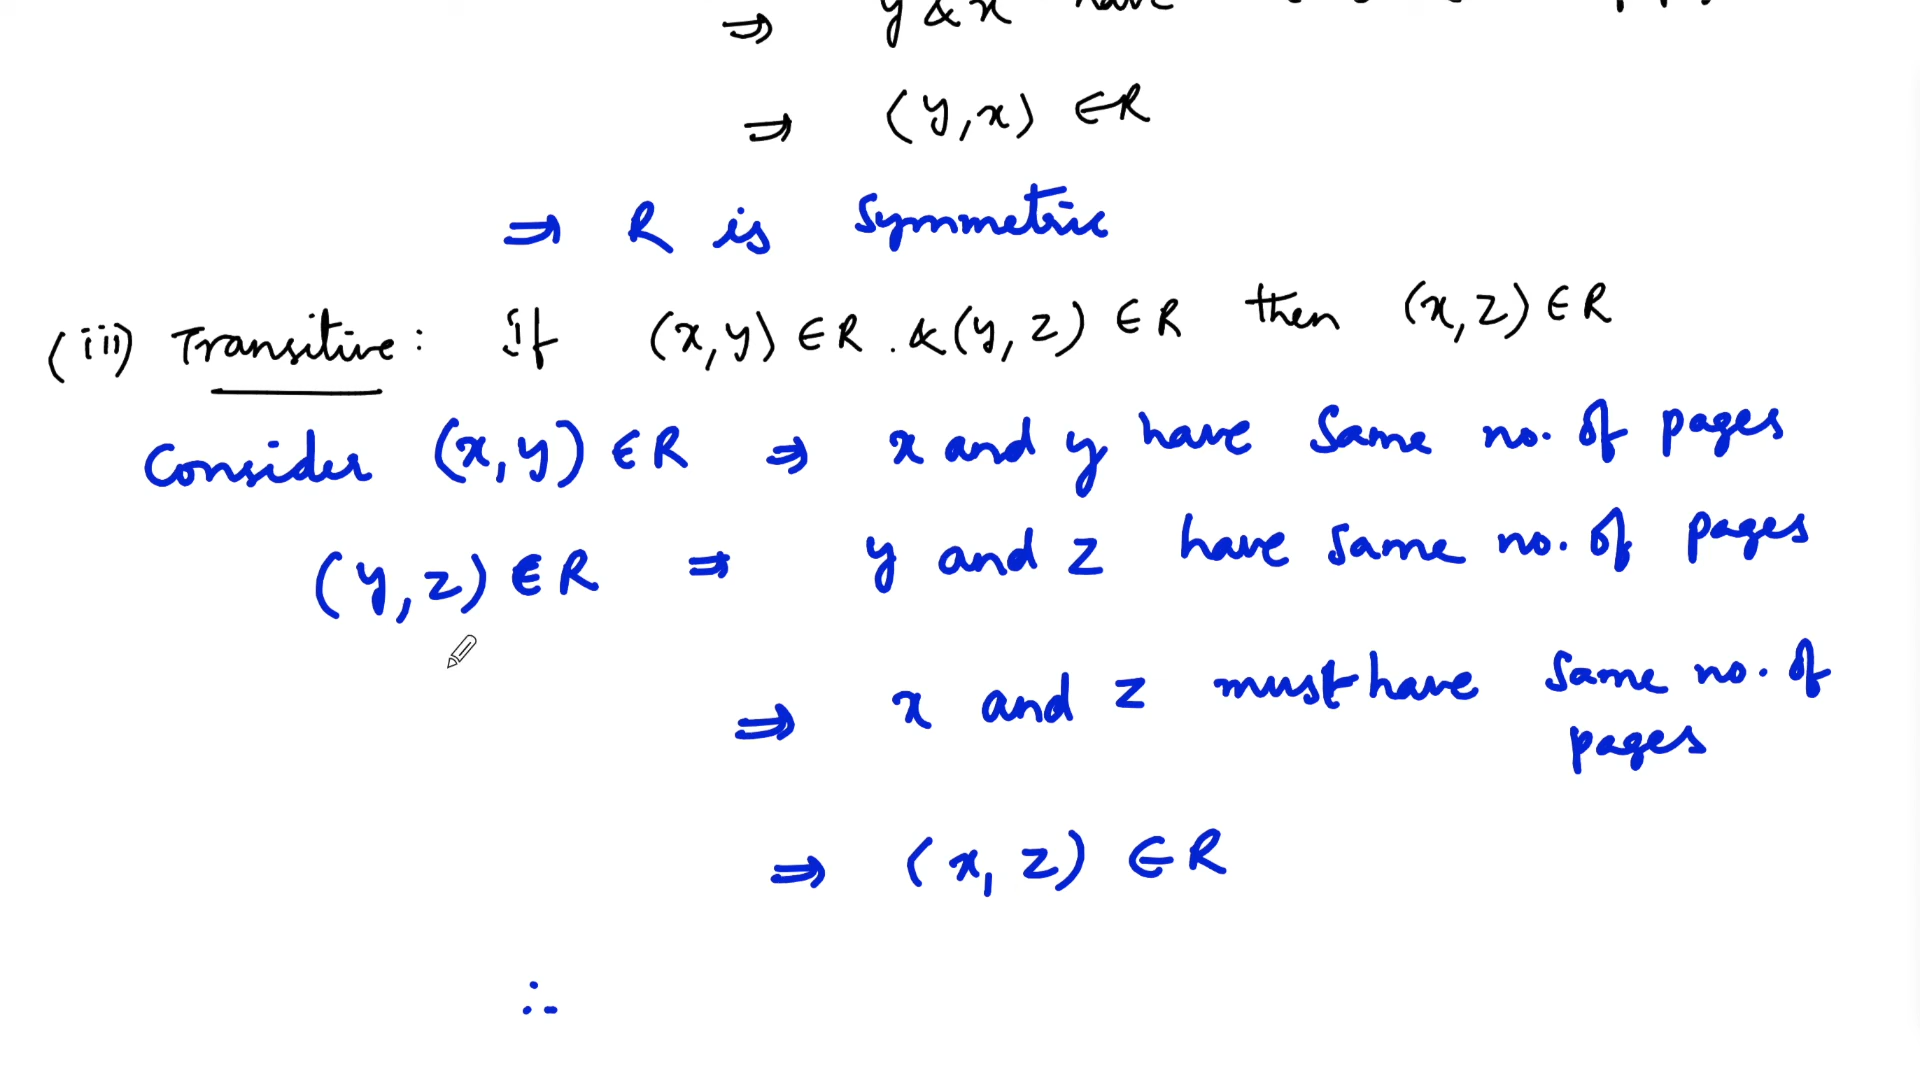 ⇒ y & x have
⇒ (y, x) ∈ R
⇒ R is Symmetric
(iii) Transitive : if (x, y) ∈ R . & (y, z) ∈ R then (x, z) ∈ R
Consider (x, y) ∈ R ⇒ x and y have same no. of pages
(y, z) ∈ R ⇒ y and z have same no. of pages
⇒ x and z must have same no. of
pages
⇒ (x, z) ∈ R
∴